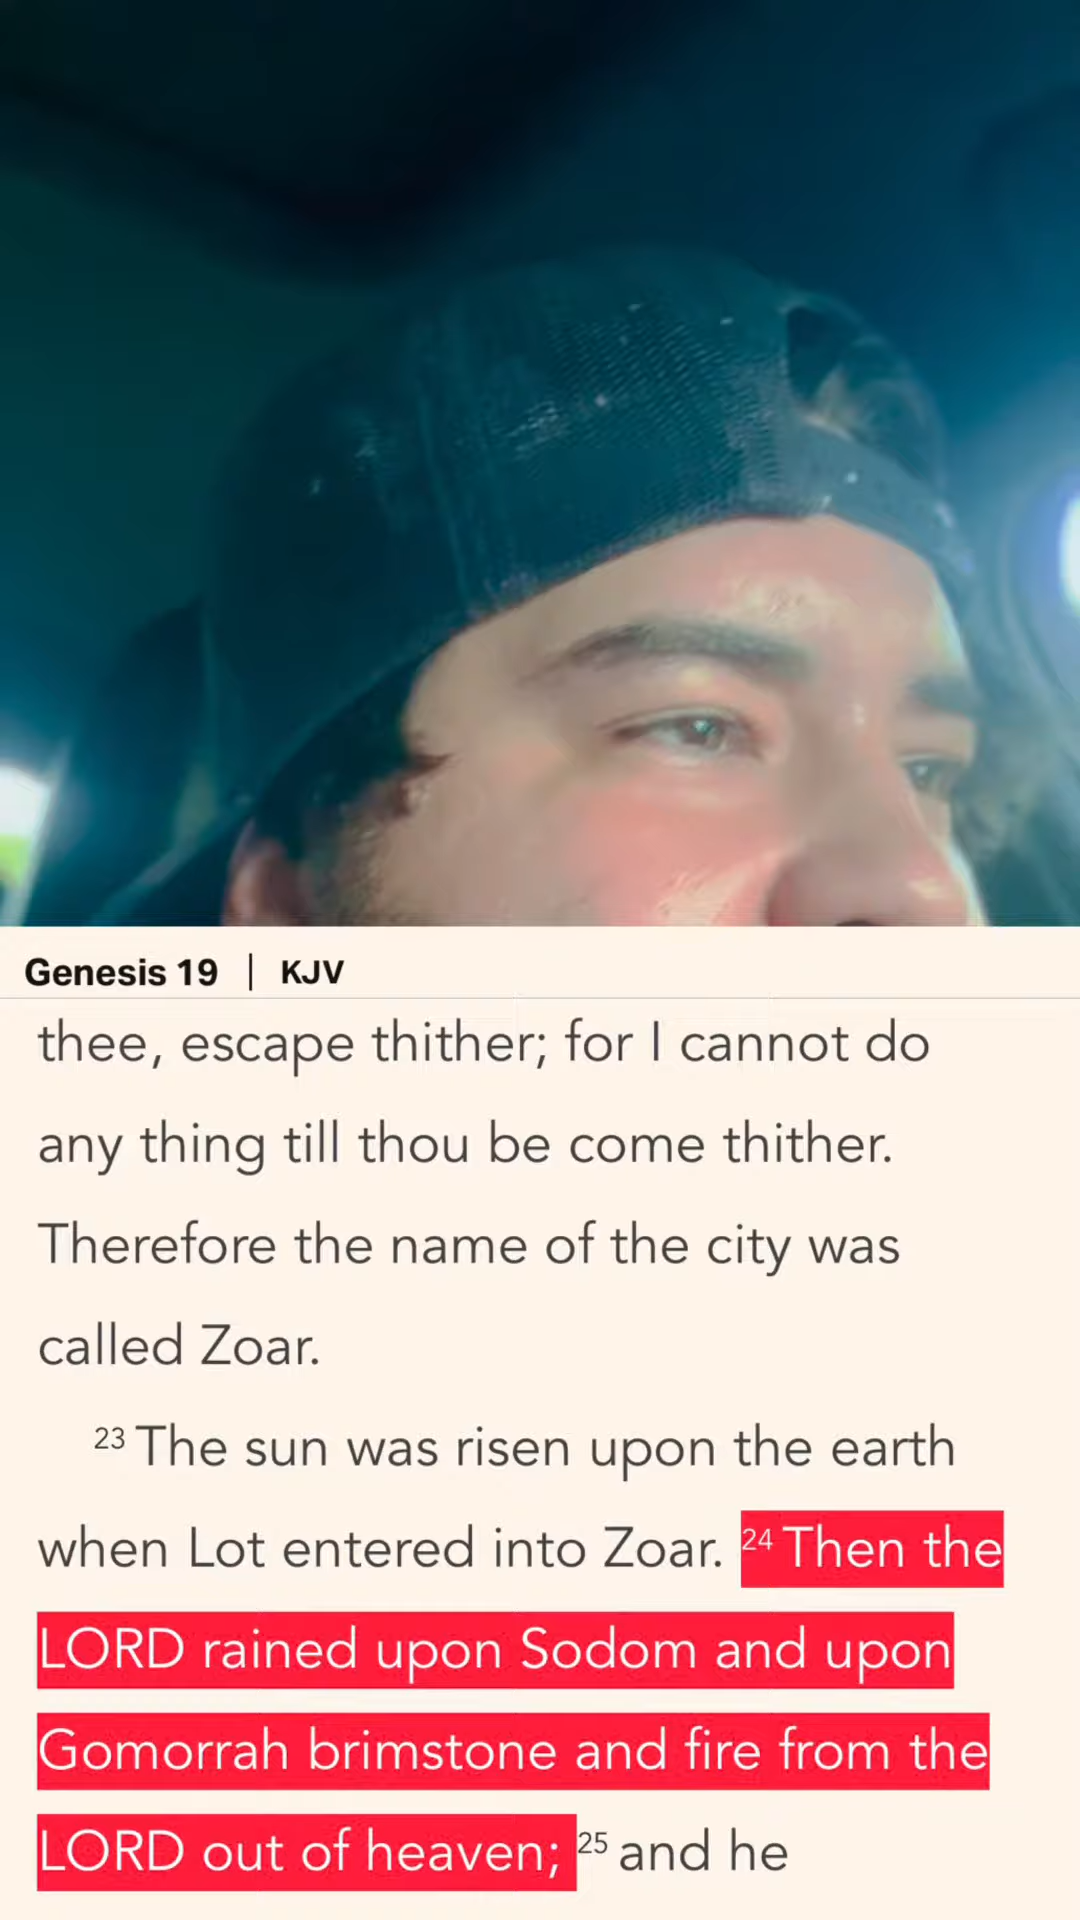 Genesis 19 | KJV
thee, escape thither; for I cannot do
any thing till thou be come thither.
Therefore the name of the city was
called Zoar.
23 The sun was risen upon the earth
when Lot entered into Zoar. 24 Then the
LORD rained upon Sodom and upon
Gomorrah brimstone and fire from the
LORD out of heaven; 25 and he